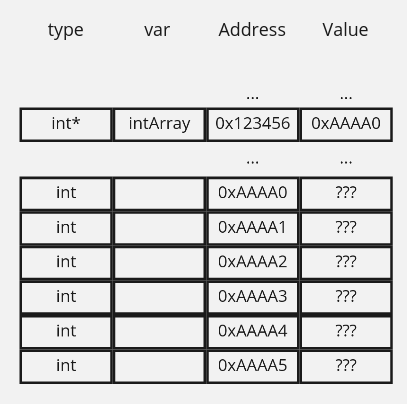 type var Address Value
... ...
int* intArray 0x123456 0xAAAA0
... ...
int 0xAAAA0 ???
int 0xAAAA1 ???
int 0xAAAA2 ???
int 0xAAAA3 ???
int 0xAAAA4 ???
int 0xAAAA5 ???